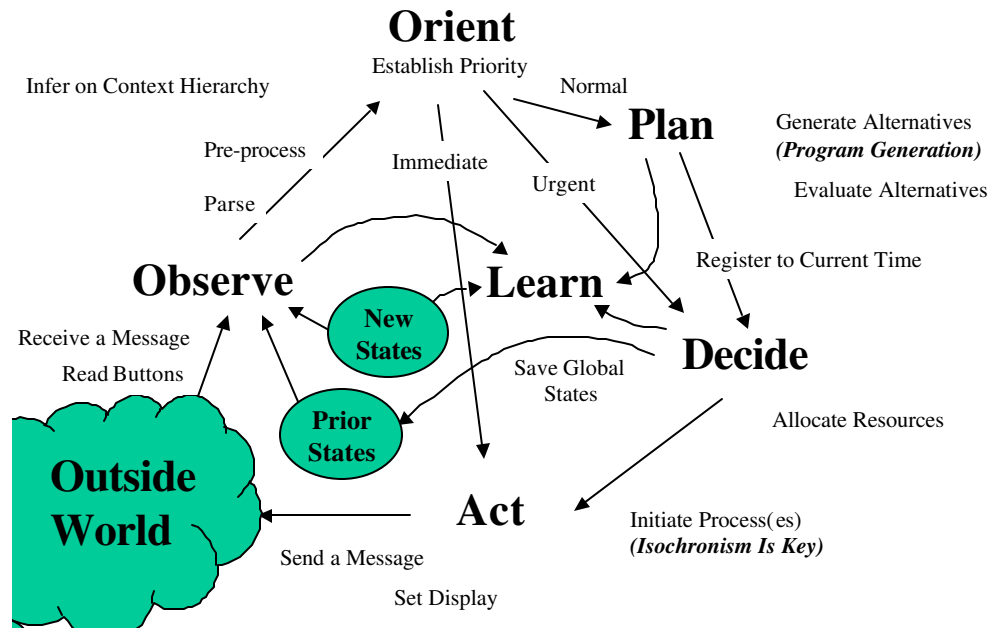 Orient
Establish Priority
Infer on Context Hierarchy
Normal
Plan
Generate Alternatives
(Program Generation)
Evaluate Alternatives
Pre-process
Immediate
Urgent
Parse
Observe
Learn
Register to Current Time
New
States
Receive a Message
Read Buttons
Decide
Save Global
States
Prior
States
Allocate Resources
Outside
World
Act
Initiate Process(es)
(Isochronism Is Key)
Send a Message
Set Display